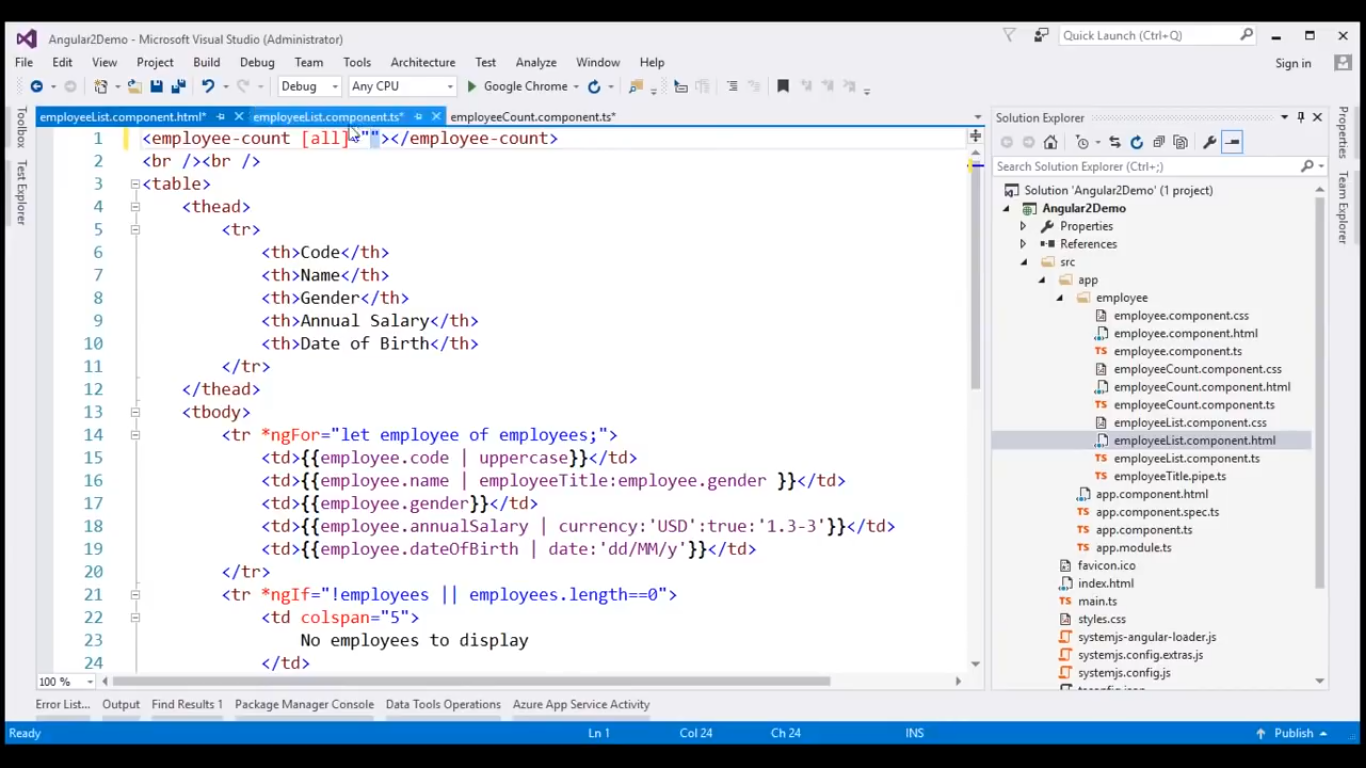 Angular2Demo - Microsoft Visual Studio (Administrator)
Quick Launch (Ctrl+Q)
File Edit View Project Build Debug Team Tools Architecture Test Analyze Window Help
Sign in
Debug Any CPU Google Chrome
Toolbox
Test Explorer
employeeList.component.html* employeeList.component.ts* employeeCount.component.ts*
1 <employee-count [all]=""></employee-count>
2 <br /><br />
3 <table>
4 <thead>
5 <tr>
6 <th>Code</th>
7 <th>Name</th>
8 <th>Gender</th>
9 <th>Annual Salary</th>
10 <th>Date of Birth</th>
11 </tr>
12 </thead>
13 <tbody>
14 <tr *ngFor="let employee of employees;">
15 <td>{{employee.code | uppercase}}</td>
16 <td>{{employee.name | employeeTitle:employee.gender }}</td>
17 <td>{{employee.gender}}</td>
18 <td>{{employee.annualSalary | currency:'USD':true:'1.3-3'}}</td>
19 <td>{{employee.dateOfBirth | date:'dd/MM/y'}}</td>
20 </tr>
21 <tr *ngIf="!employees || employees.length==0">
22 <td colspan="5">
23 No employees to display
24 </td>
100 %
Solution Explorer
Search Solution Explorer (Ctrl+;)
Solution 'Angular2Demo' (1 project)
Angular2Demo
Properties
References
src
app
employee
employee.component.css
employee.component.html
employee.component.ts
employeeCount.component.css
employeeCount.component.html
employeeCount.component.ts
employeeList.component.css
employeeList.component.html
employeeList.component.ts
employeeTitle.pipe.ts
app.component.html
app.component.spec.ts
app.component.ts
app.module.ts
favicon.ico
index.html
main.ts
styles.css
systemjs-angular-loader.js
systemjs.config.extras.js
systemjs.config.js
Properties
Team Explorer
Error List... Output Find Results 1 Package Manager Console Data Tools Operations Azure App Service Activity
Ready Ln 1 Col 24 Ch 24 INS Publish